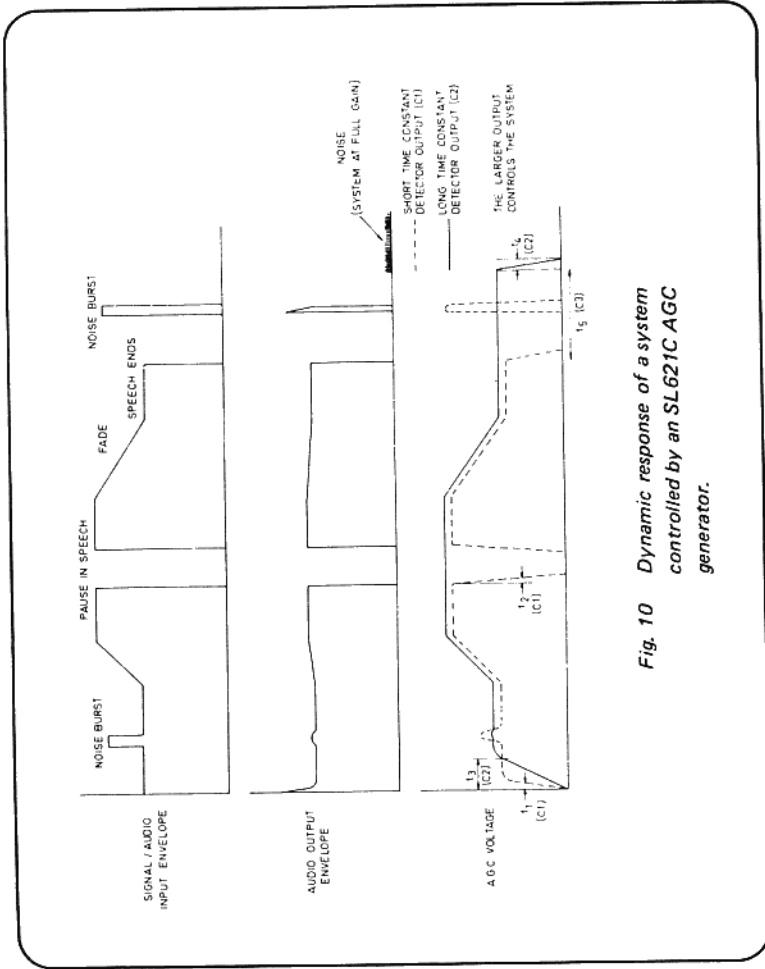 SIGNAL / AUDIO
INPUT ENVELOPE
NOISE BURST
PAUSE IN SPEECH
FADE
SPEECH ENDS
NOISE BURST
AUDIO OUTPUT
ENVELOPE
NOISE
(SYSTEM AT FULL GAIN)
SHORT TIME CONSTANT
DETECTOR OUTPUT (C1)
LONG TIME CONSTANT
DETECTOR OUTPUT (C2)
THE LARGER OUTPUT
CONTROLS THE SYSTEM
AGC VOLTAGE
t1
(C1)
t3
(C2)
t2
(C1)
t5 (C3)
t4
(C2)
Fig. 10 Dynamic response of a system
controlled by an SL621C AGC
generator.